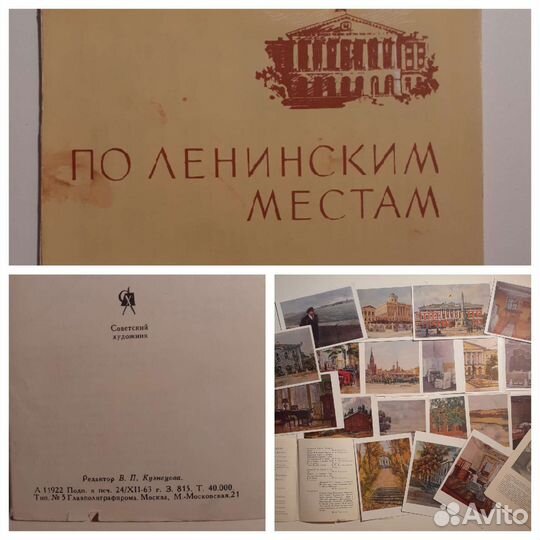 ПО ЛЕНИНСКИМ
МЕСТАМ
Советский
художник
Редактор В. П. Кузнецова.
А 11922 Подп. к печ. 24/XII-63 г. З. 815. Т. 40.000.
Тип. № 5 Главполиграфпрома. Москва, М.-Московская, 21
Avito